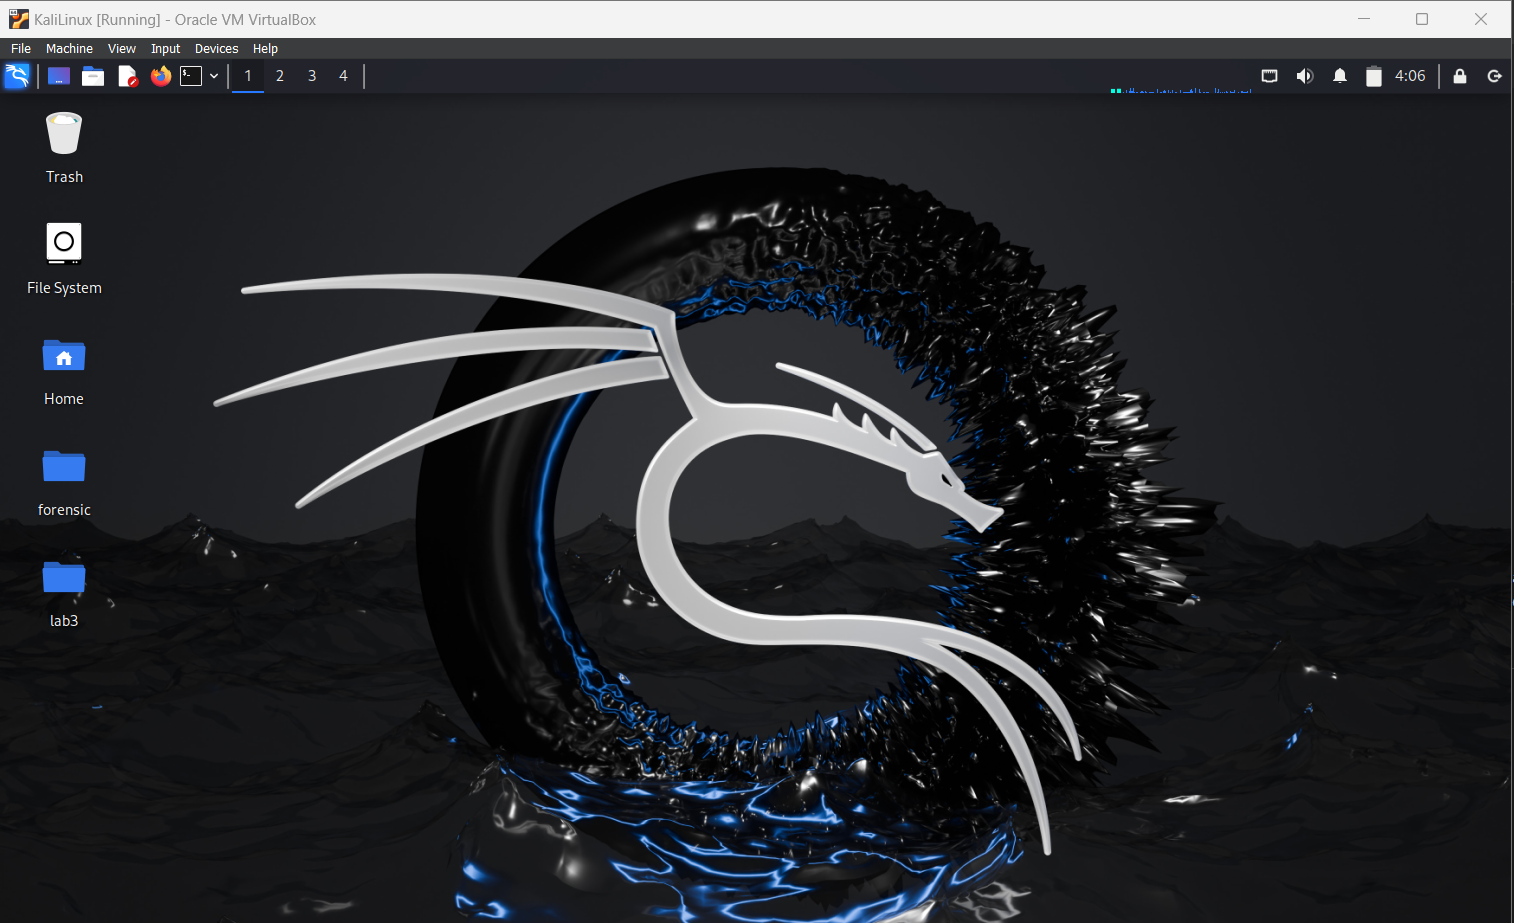 KaliLinux [Running] - Oracle VM VirtualBox
File Machine View Input Devices Help
1 2 3 4 4:06
Trash
File System
Home
forensic
lab3